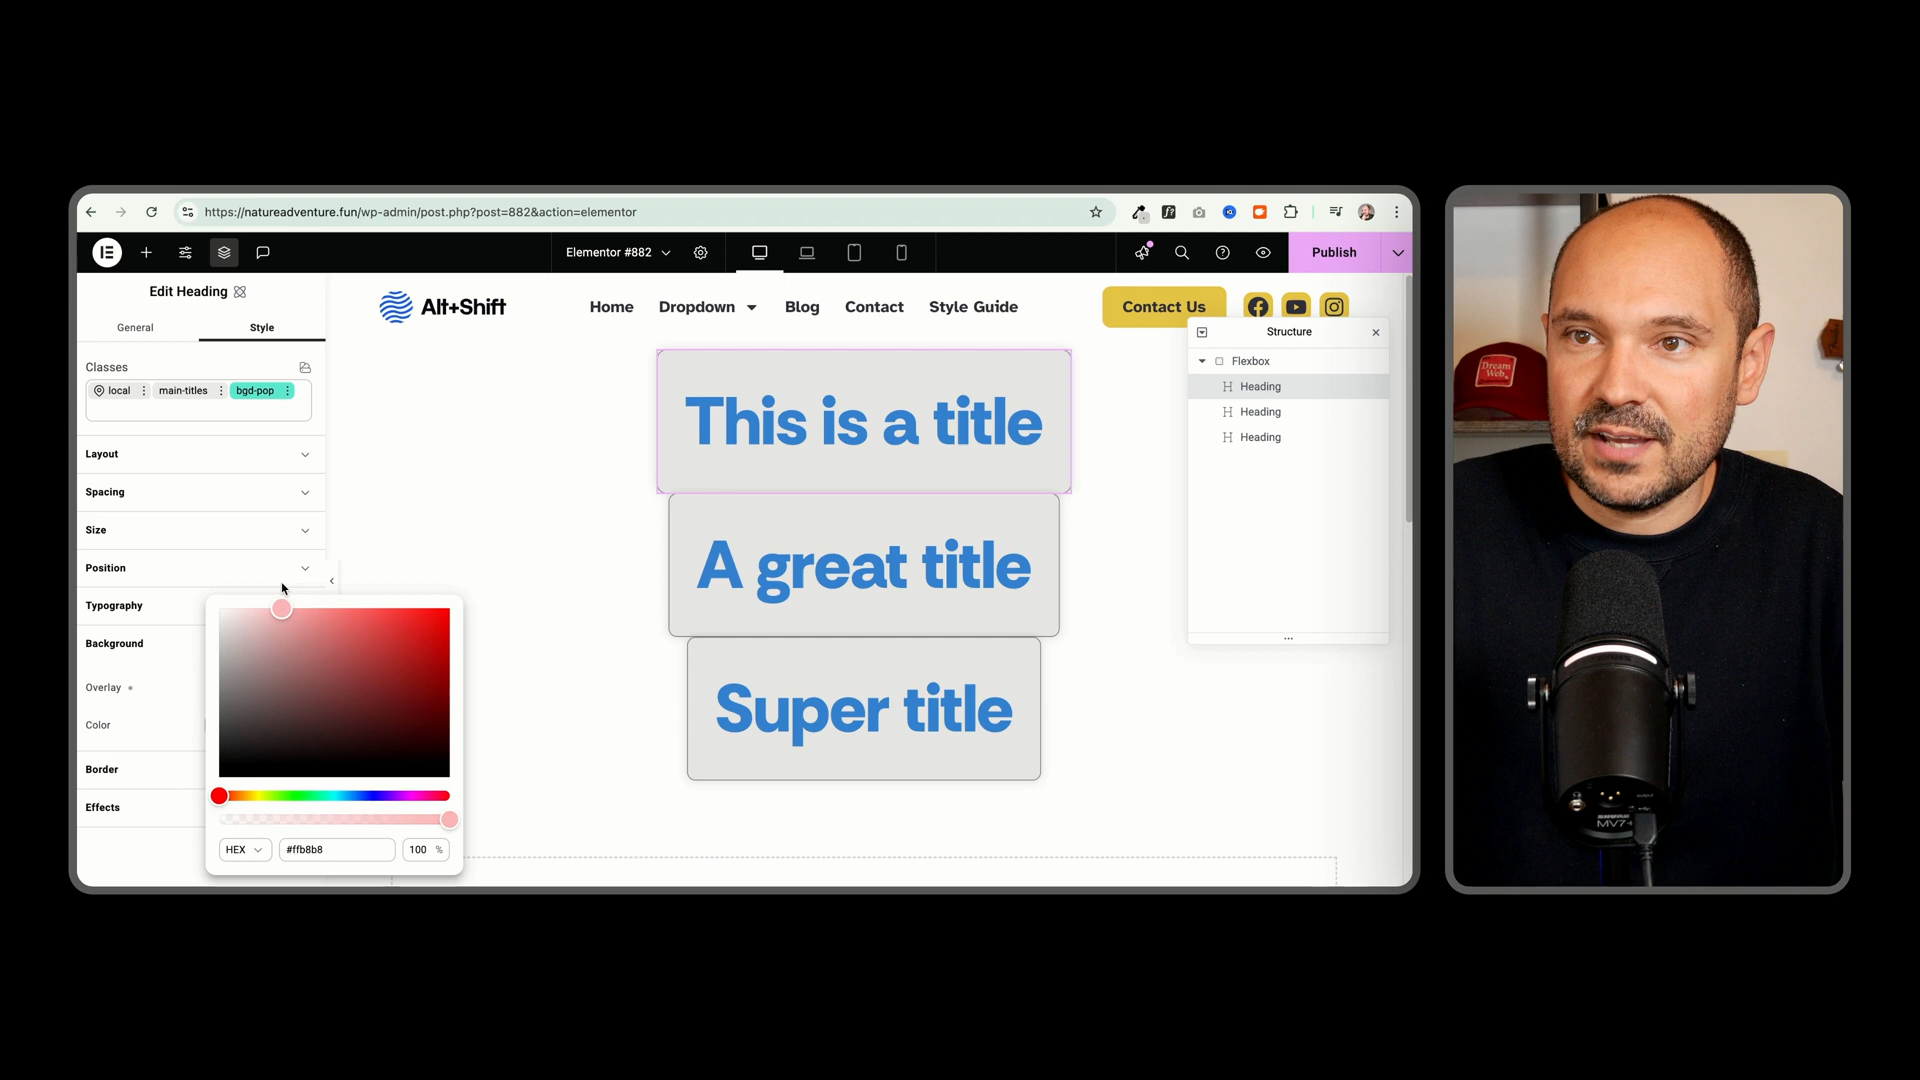 https://natureadventure.fun/wp-admin/post.php?post=882&action=elementor
Elementor #882
Publish
Edit Heading
General
Style
Classes
local
main-titles
bgd-pop
Layout
Spacing
Size
Position
Typography
Background
Overlay
Color
Border
Effects
HEX
#ffb8b8
100 %
Alt+Shift
Home
Dropdown
Blog
Contact
Style Guide
Contact Us
This is a title
A great title
Super title
Structure
Flexbox
Heading
Heading
Heading
Dream
Web
MV7+